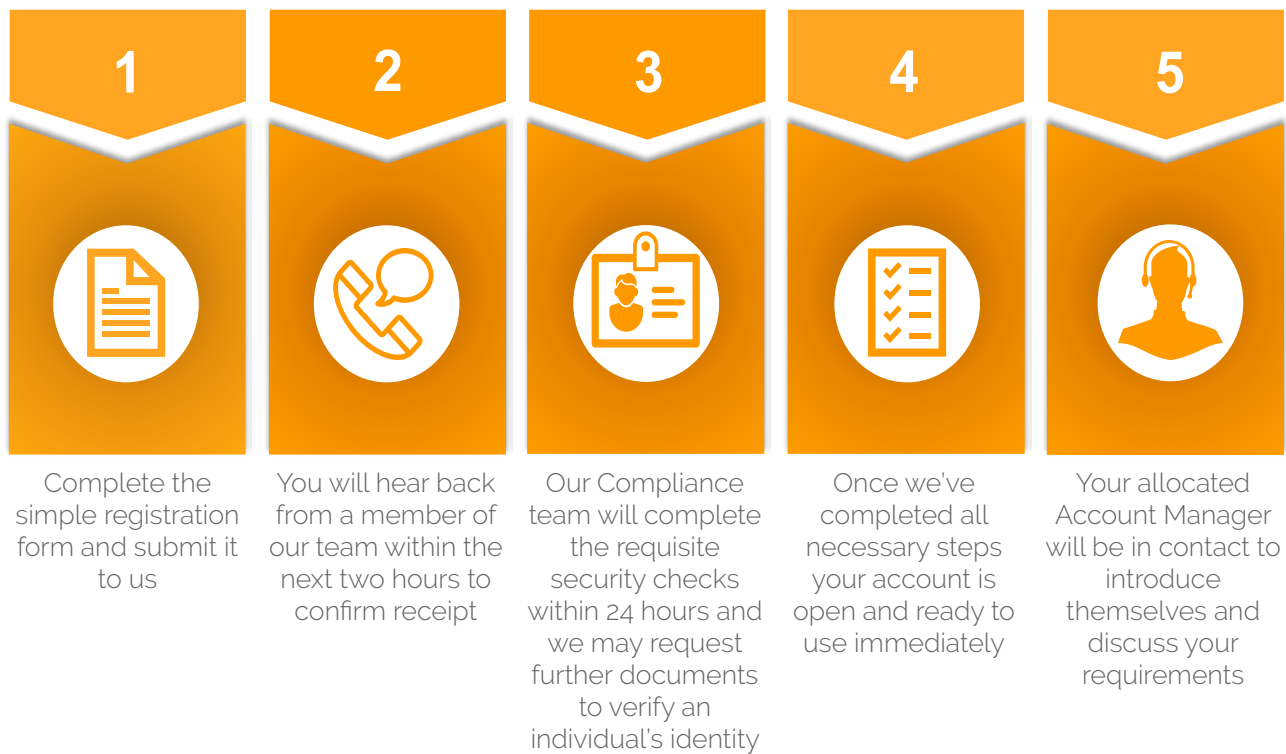 1
Complete the
simple registration
form and submit it
to us
2
You will hear back
from a member of
our team within the
next two hours to
confirm receipt
3
Our Compliance
team will complete
the requisite
security checks
within 24 hours and
we may request
further documents
to verify an
individual’s identity
4
Once we’ve
completed all
necessary steps
your account is
open and ready to
use immediately
5
Your allocated
Account Manager
will be in contact to
introduce
themselves and
discuss your
requirements